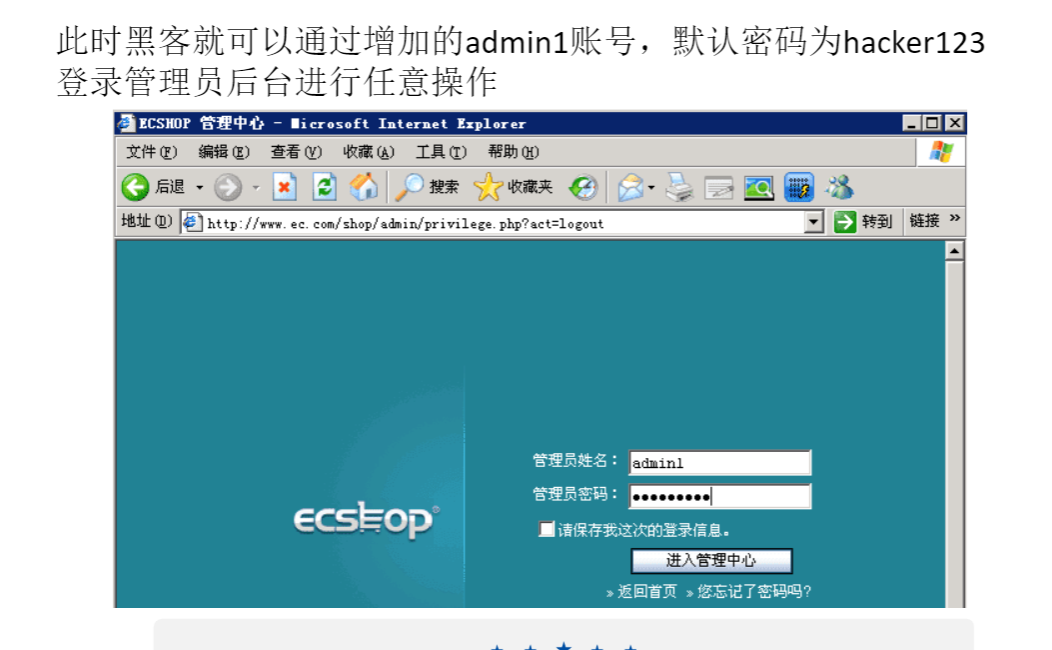 此时黑客就可以通过增加的admin1账号，默认密码为hacker123
登录管理员后台进行任意操作
ECSHOP 管理中心 - Microsoft Internet Explorer
文件(F) 编辑(E) 查看(V) 收藏(A) 工具(T) 帮助(H)
后退 搜索 收藏夹
地址(D) http://www.ec.com/shop/admin/privilege.php?act=logout 转到 链接 »
管理员姓名： admin1
管理员密码： ●●●●●●●●●
ecshop
请保存我这次的登录信息。
进入管理中心
» 返回首页 » 您忘记了密码吗?